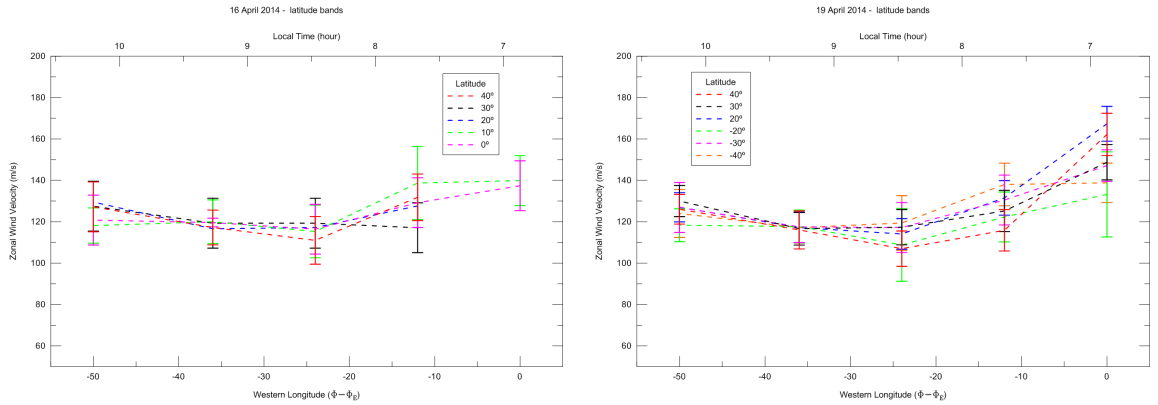 16 April 2014 - latitude bands
Local Time (hour)
10 9 8 7
200
180
160
140
120
100
80
60
Zonal Wind Velocity (m/s)
Latitude
40º
30º
20º
10º
0º
-50 -40 -30 -20 -10 0
Western Longitude (Φ−Φ_E)
19 April 2014 - latitude bands
Local Time (hour)
10 9 8 7
200
180
160
140
120
100
80
60
Zonal Wind Velocity (m/s)
Latitude
40º
30º
20º
-20º
-30º
-40º
-50 -40 -30 -20 -10 0
Western Longitude (Φ−Φ_E)